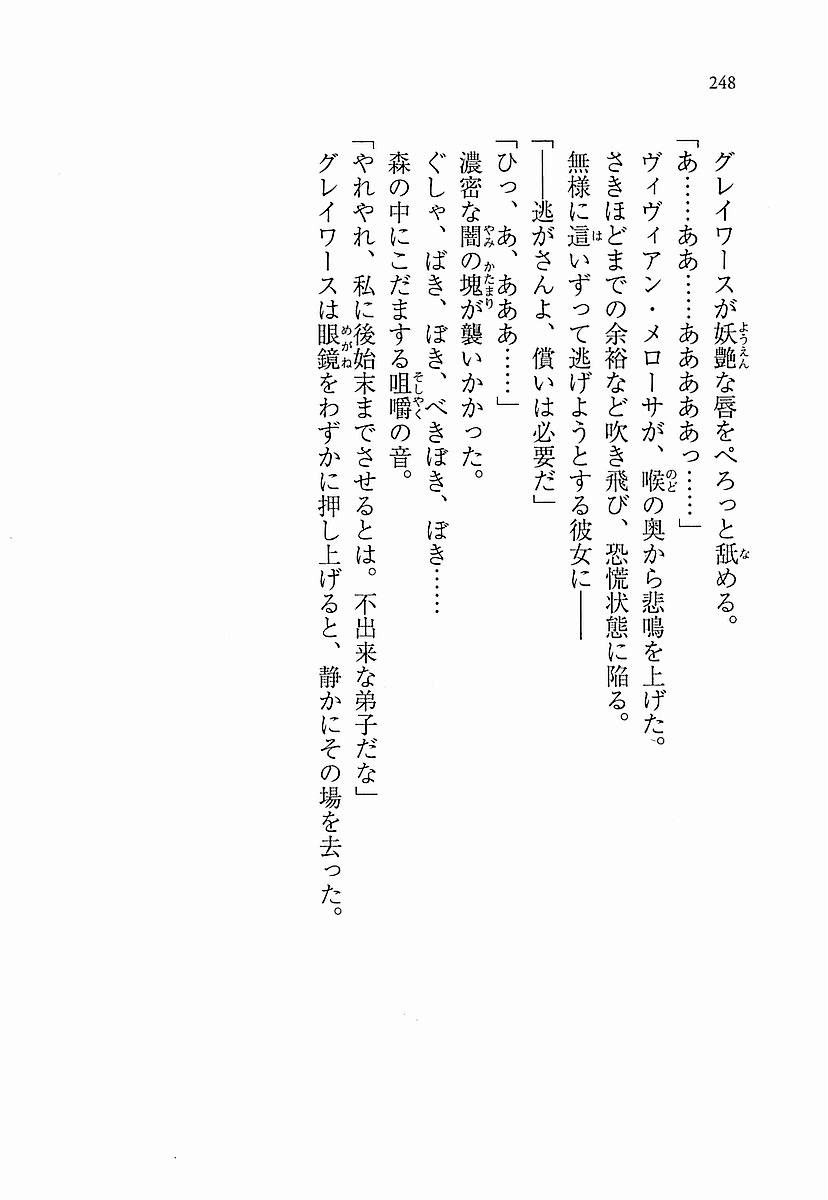 248
グレイワースが妖艶な唇をぺろっと舐める。
「あ……ああ……あああああっ……」
ヴィヴィアン・メローサが、喉の奥から悲鳴を上げた。
さきほどまでの余裕など吹き飛び、恐慌状態に陥る。
無様に這いずって逃げようとする彼女に――
「――逃がさんよ、償いは必要だ」
「ひっ、あ、あああ……」
濃密な闇の塊が襲いかかった。
ぐしゃ、ばき、ぼき、べきぼき、ぼき……
森の中にこだまする咀嚼の音。
「やれやれ、私に後始末までさせるとは。不出来な弟子だな」
グレイワースは眼鏡をわずかに押し上げると、静かにその場を去った。